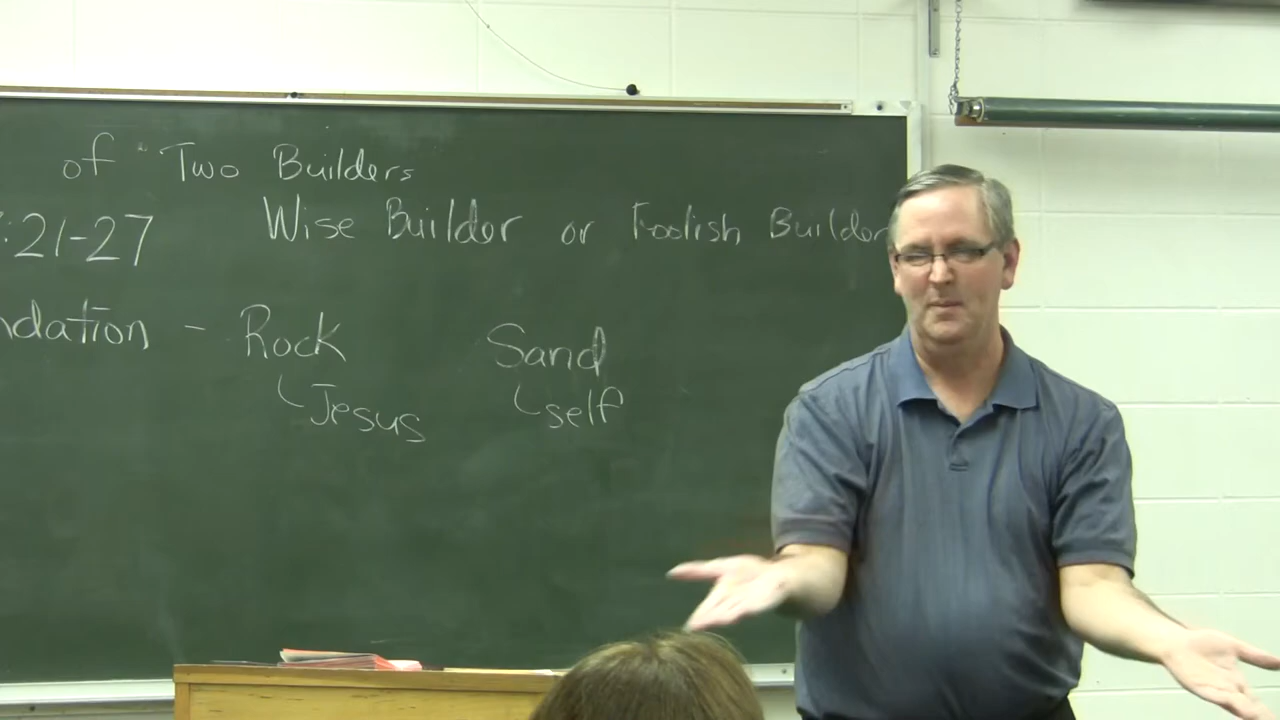 of Two Builders
:21-27 Wise Builder or Foolish Builder
ndation - Rock Sand
Jesus self